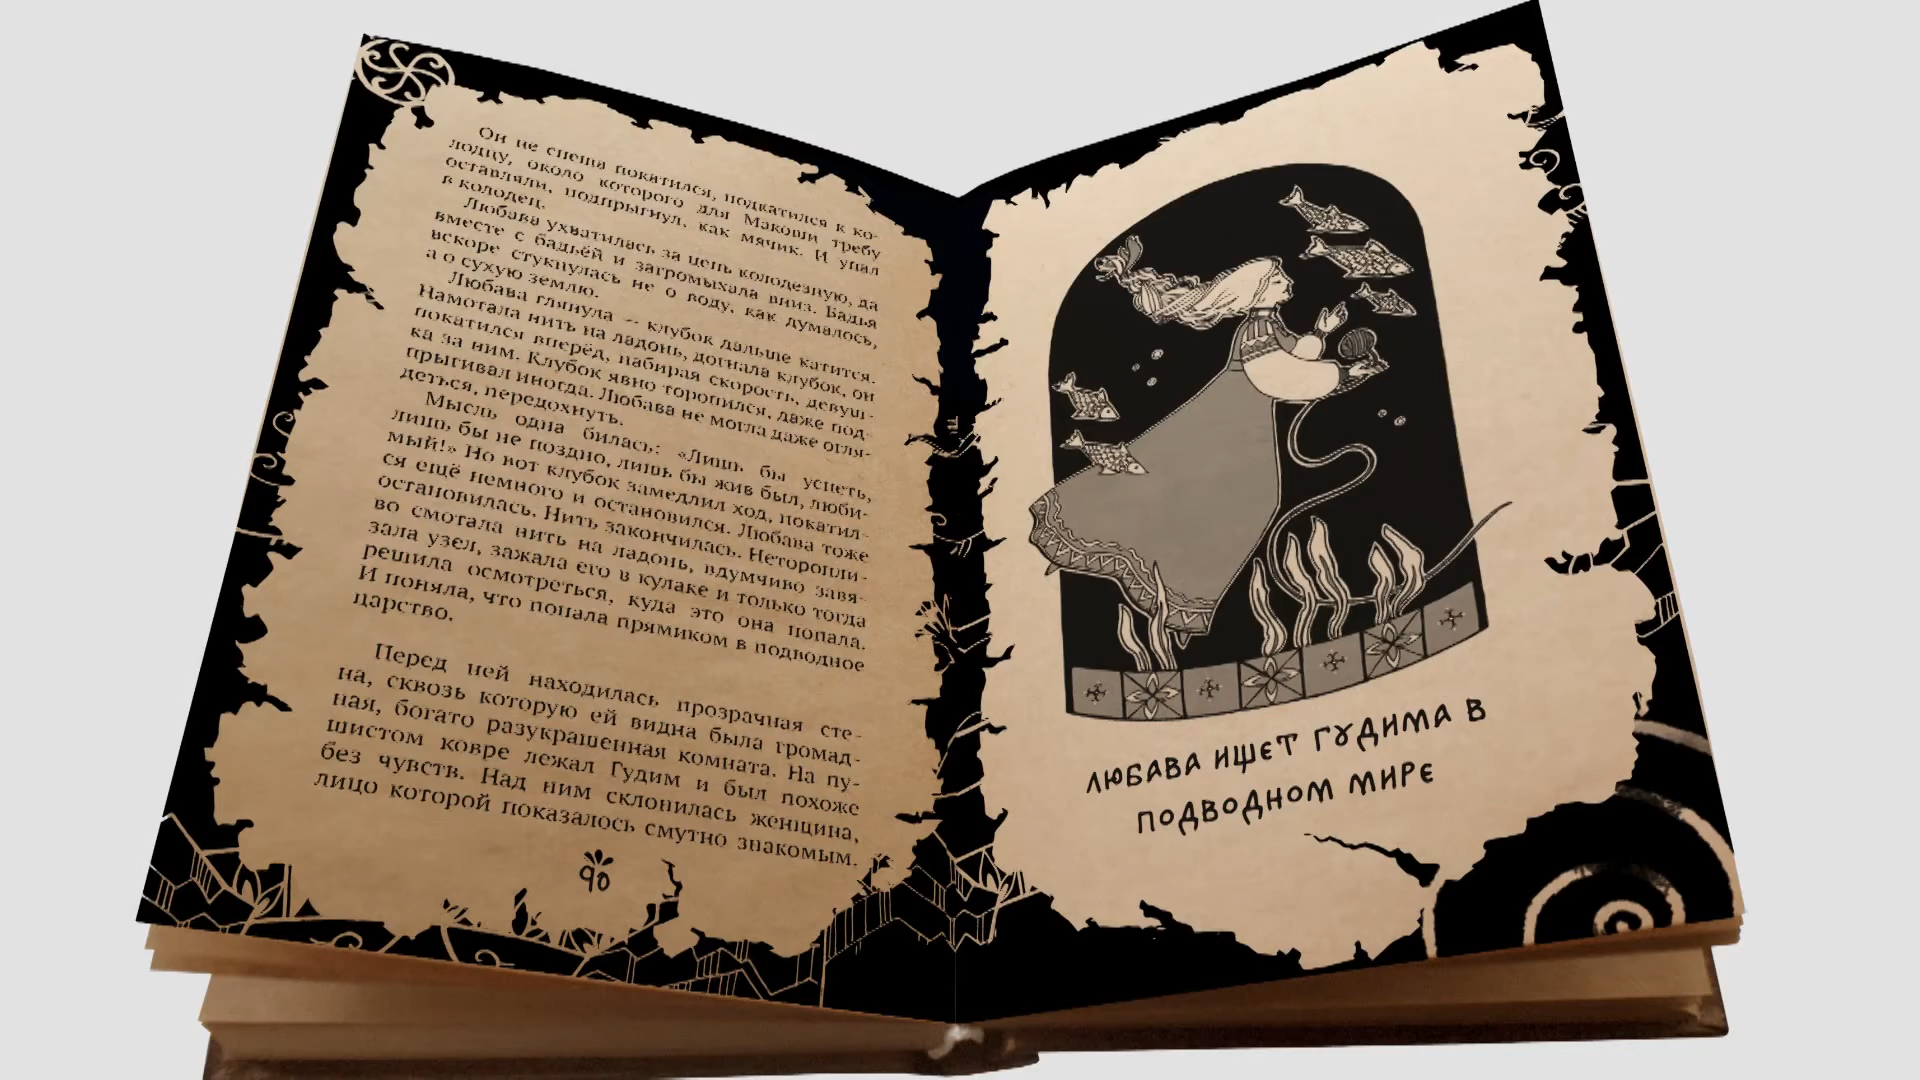 Он не спеша покатился, подкатился к ко-
лодцу, около которого для Макоши требу
оставляли, подпрыгнул, как мячик. И упал
в колодец.
Любава ухватилась за цепь колодезную, да
вместе с бадьёй и загромыхала вниз. Бадья
вскоре стукнулась не о воду, как думалось,
а о сухую землю.
Любава глянула — клубок дальше катится.
Намотала нить на ладонь, догнала клубок, он
покатился вперёд, набирая скорость, девуш-
ка за ним. Клубок явно торопился, даже под-
прыгивал иногда. Любава не могла даже огля-
деться, передохнуть.
Мысль одна билась: «Лишь бы успеть,
лишь бы не поздно, лишь бы жив был, люби-
мый!» Но вот клубок замедлил ход, покатил-
ся ещё немного и остановился. Любава тоже
остановилась. Нить закончилась. Неторопли-
во смотала нить на ладонь, вдумчиво завя-
зала узел, зажала его в кулаке и только тогда
решила осмотреться, куда это она попала.
И поняла, что попала прямиком в подводное
царство.
Перед ней находилась прозрачная сте-
на, сквозь которую ей видна была громад-
ная, богато разукрашенная комната. На пу-
шистом ковре лежал Гудим и был похоже
без чувств. Над ним склонилась женщина,
лицо которой показалось смутно знакомым.
90
ЛЮБАВА ИЩЕТ ГУДИМА В
ПОДВОДНОМ МИРЕ